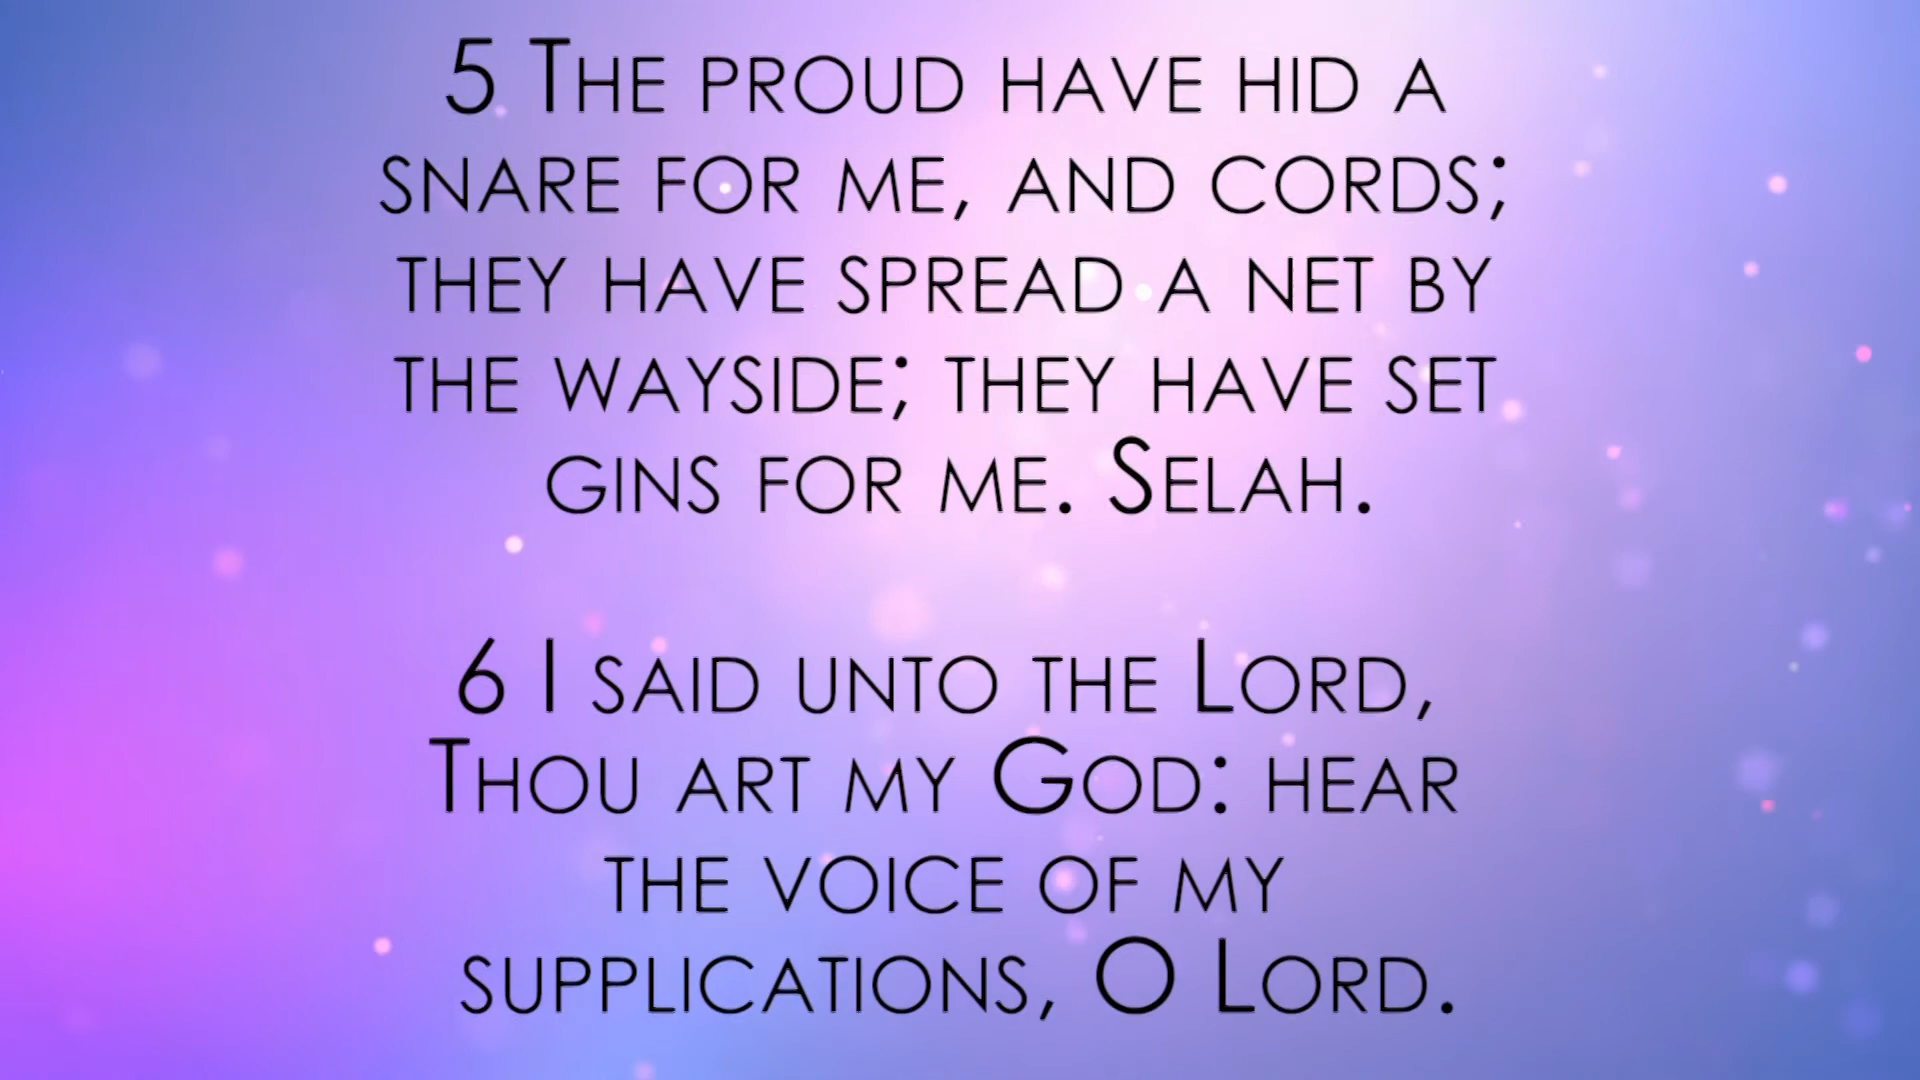 5 The proud have hid a
snare for me, and cords;
they have spread a net by
the wayside; they have set
gins for me. Selah.
6 I said unto the Lord,
Thou art my God: hear
the voice of my
supplications, O Lord.